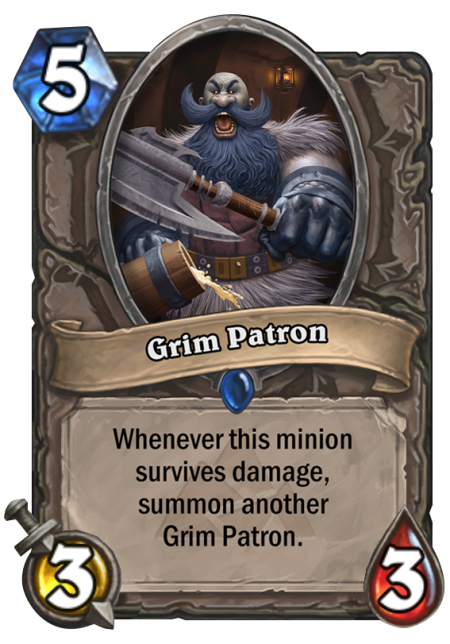 5
Grim Patron
Whenever this minion
survives damage,
summon another
Grim Patron.
3
3